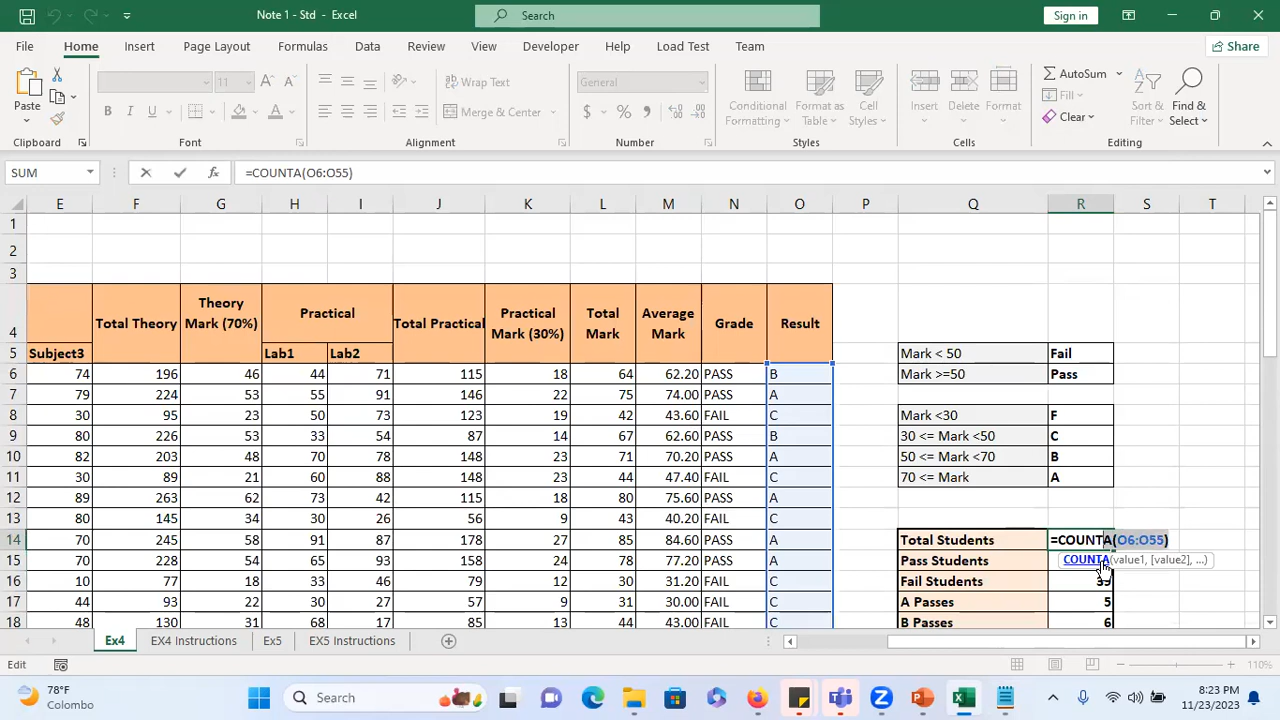 Note 1 - Std - Excel
Search
Sign in
File Home Insert Page Layout Formulas Data Review View Developer Help Load Test Team Share
Paste
11
Wrap Text
General
Merge & Center
Conditional Formatting
Format as Table
Cell Styles
Insert Delete Format
AutoSum
Fill
Clear
Sort & Filter
Find & Select
Clipboard Font Alignment Number Styles Cells Editing
SUM =COUNTA(O6:O55)
E F G H I J K L M N O P Q R S T
1
2
3
4 Total Theory Theory Mark (70%) Practical Total Practical Practical Mark (30%) Total Mark Average Mark Grade Result
5 Subject3 Lab1 Lab2 Mark < 50 Fail
6 74 196 46 44 71 115 18 64 62.20 PASS B Mark >=50 Pass
7 79 224 53 55 91 146 22 75 74.00 PASS A
8 30 95 23 50 73 123 19 42 43.60 FAIL C Mark <30 F
9 80 226 53 33 54 87 14 67 62.60 PASS B 30 <= Mark <50 C
10 82 203 48 70 78 148 23 71 70.20 PASS A 50 <= Mark <70 B
11 30 89 21 60 88 148 23 44 47.40 FAIL C 70 <= Mark A
12 89 263 62 73 42 115 18 80 75.60 PASS A
13 80 145 34 30 26 56 9 43 40.20 FAIL C
14 70 245 58 91 87 178 27 85 84.60 PASS A Total Students =COUNTA(O6:O55)
15 70 228 54 65 93 158 24 78 77.20 PASS A Pass Students COUNTA(value1, [value2], ...)
16 10 77 18 33 46 79 12 31 30.60 FAIL C Fail Students
17 44 93 22 30 27 57 9 31 30.00 FAIL C A Passes 5
18 48 130 31 68 17 85 13 44 43.00 FAIL C B Passes 6
Ex4 EX4 Instructions Ex5 EX5 Instructions
Edit 110%
78°F
Colombo
Search
8:23 PM
11/23/2023